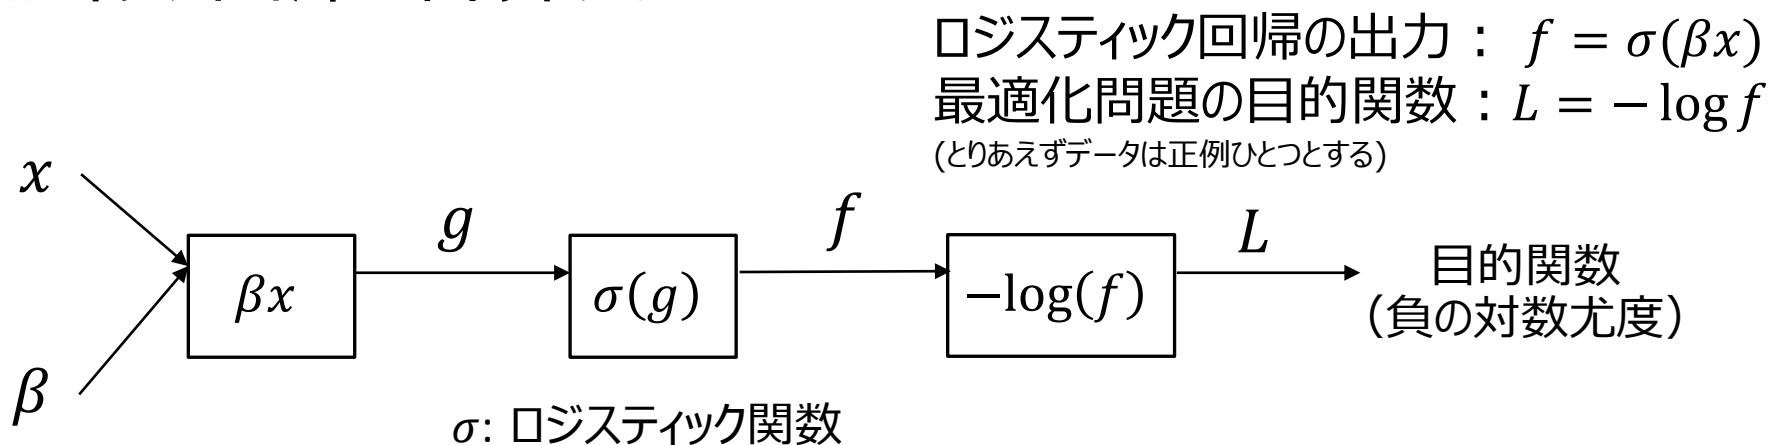 ロジスティック回帰の出力： f = σ(βx)
最適化問題の目的関数：L = − log f
(とりあえずデータは正例ひとつとする)
x
g
f
L
βx
σ(g)
−log(f)
目的関数
（負の対数尤度）
β
σ: ロジスティック関数